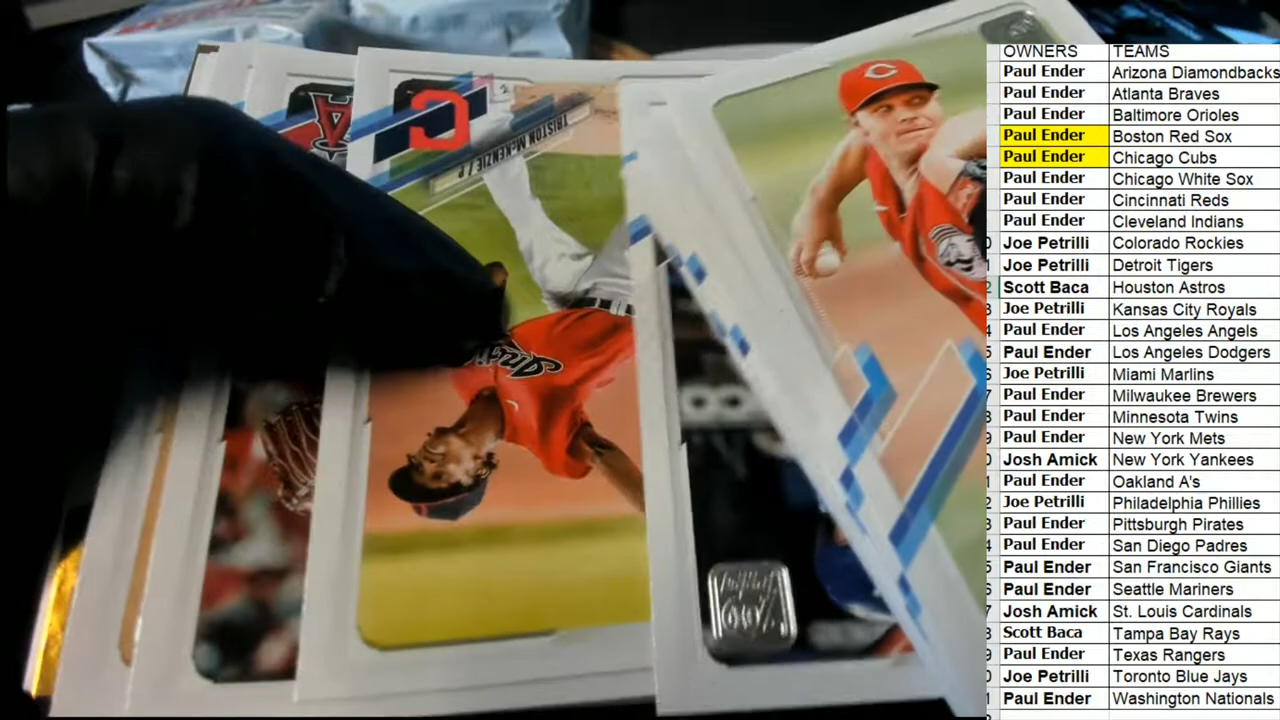 OWNERS TEAMS
Paul Ender Arizona Diamondbacks
Paul Ender Atlanta Braves
Paul Ender Baltimore Orioles
Paul Ender Boston Red Sox
Paul Ender Chicago Cubs
Paul Ender Chicago White Sox
Paul Ender Cincinnati Reds
Paul Ender Cleveland Indians
Joe Petrilli Colorado Rockies
Joe Petrilli Detroit Tigers
Scott Baca Houston Astros
Joe Petrilli Kansas City Royals
Paul Ender Los Angeles Angels
Paul Ender Los Angeles Dodgers
Joe Petrilli Miami Marlins
Paul Ender Milwaukee Brewers
Paul Ender Minnesota Twins
Paul Ender New York Mets
Josh Amick New York Yankees
Paul Ender Oakland A's
Joe Petrilli Philadelphia Phillies
Paul Ender Pittsburgh Pirates
Paul Ender San Diego Padres
Paul Ender San Francisco Giants
Paul Ender Seattle Mariners
Josh Amick St. Louis Cardinals
Scott Baca Tampa Bay Rays
Paul Ender Texas Rangers
Joe Petrilli Toronto Blue Jays
Paul Ender Washington Nationals
TRISTON McKENZIE / P
C
A
C